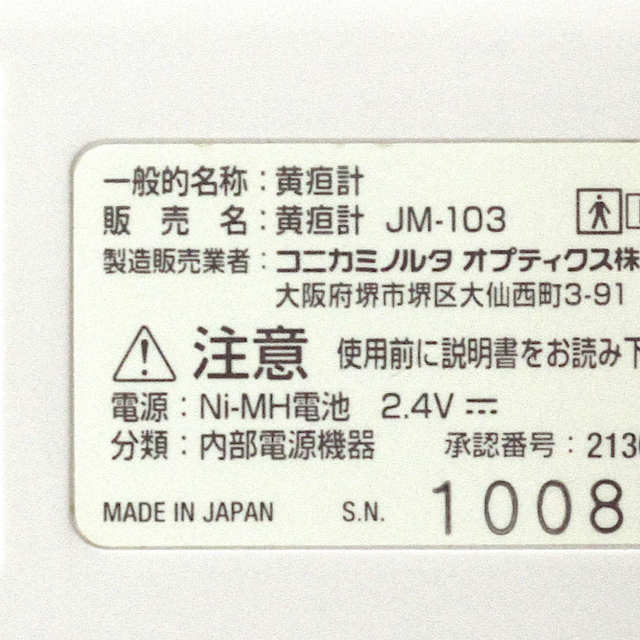 一般的名称：黄疸計
販売名：黄疸計 JM-103
製造販売業者：コニカミノルタ オプティクス株
大阪府堺市堺区大仙西町3-91
注意 使用前に説明書をお読み下
電源：Ni-MH電池 2.4V
分類：内部電源機器 承認番号：213
MADE IN JAPAN S.N. 1008